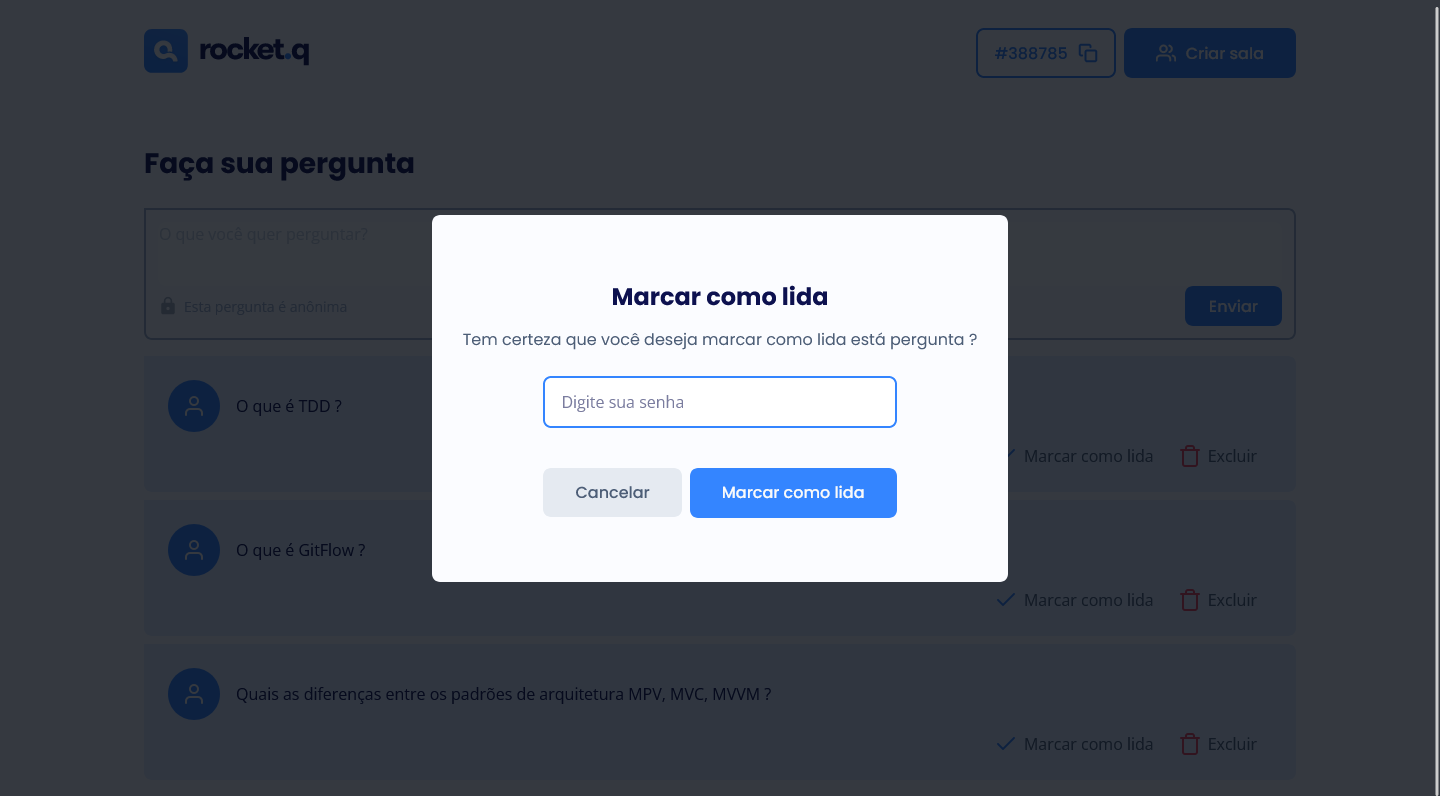 rocket.q
#388785
Criar sala
Faça sua pergunta
O que você quer perguntar?
Esta pergunta é anônima
Enviar
Marcar como lida
Tem certeza que você deseja marcar como lida está pergunta ?
Digite sua senha
Cancelar
Marcar como lida
O que é TDD ?
Marcar como lida
Excluir
O que é GitFlow ?
Marcar como lida
Excluir
Quais as diferenças entre os padrões de arquitetura MPV, MVC, MVVM ?
Marcar como lida
Excluir